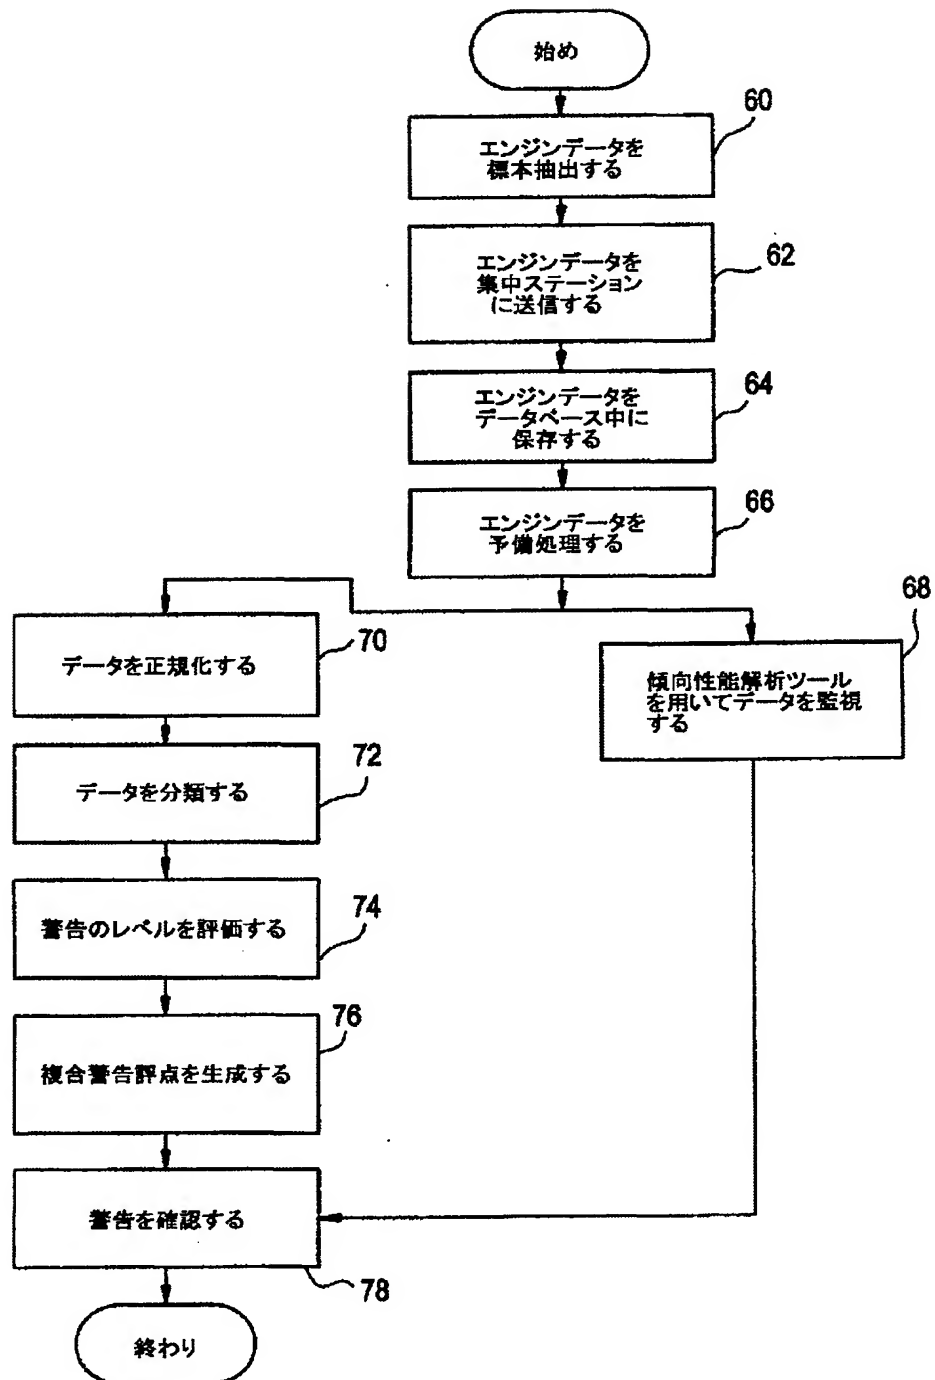 始め
60
エンジンデータを
標本抽出する
62
エンジンデータを
集中ステーション
に送信する
64
エンジンデータを
データベース中に
保存する
66
エンジンデータを
予備処理する
68
傾向性能解析ツール
を用いてデータを監視
する
70
データを正規化する
72
データを分類する
74
警告のレベルを評価する
76
複合警告評点を生成する
警告を確認する
78
終わり